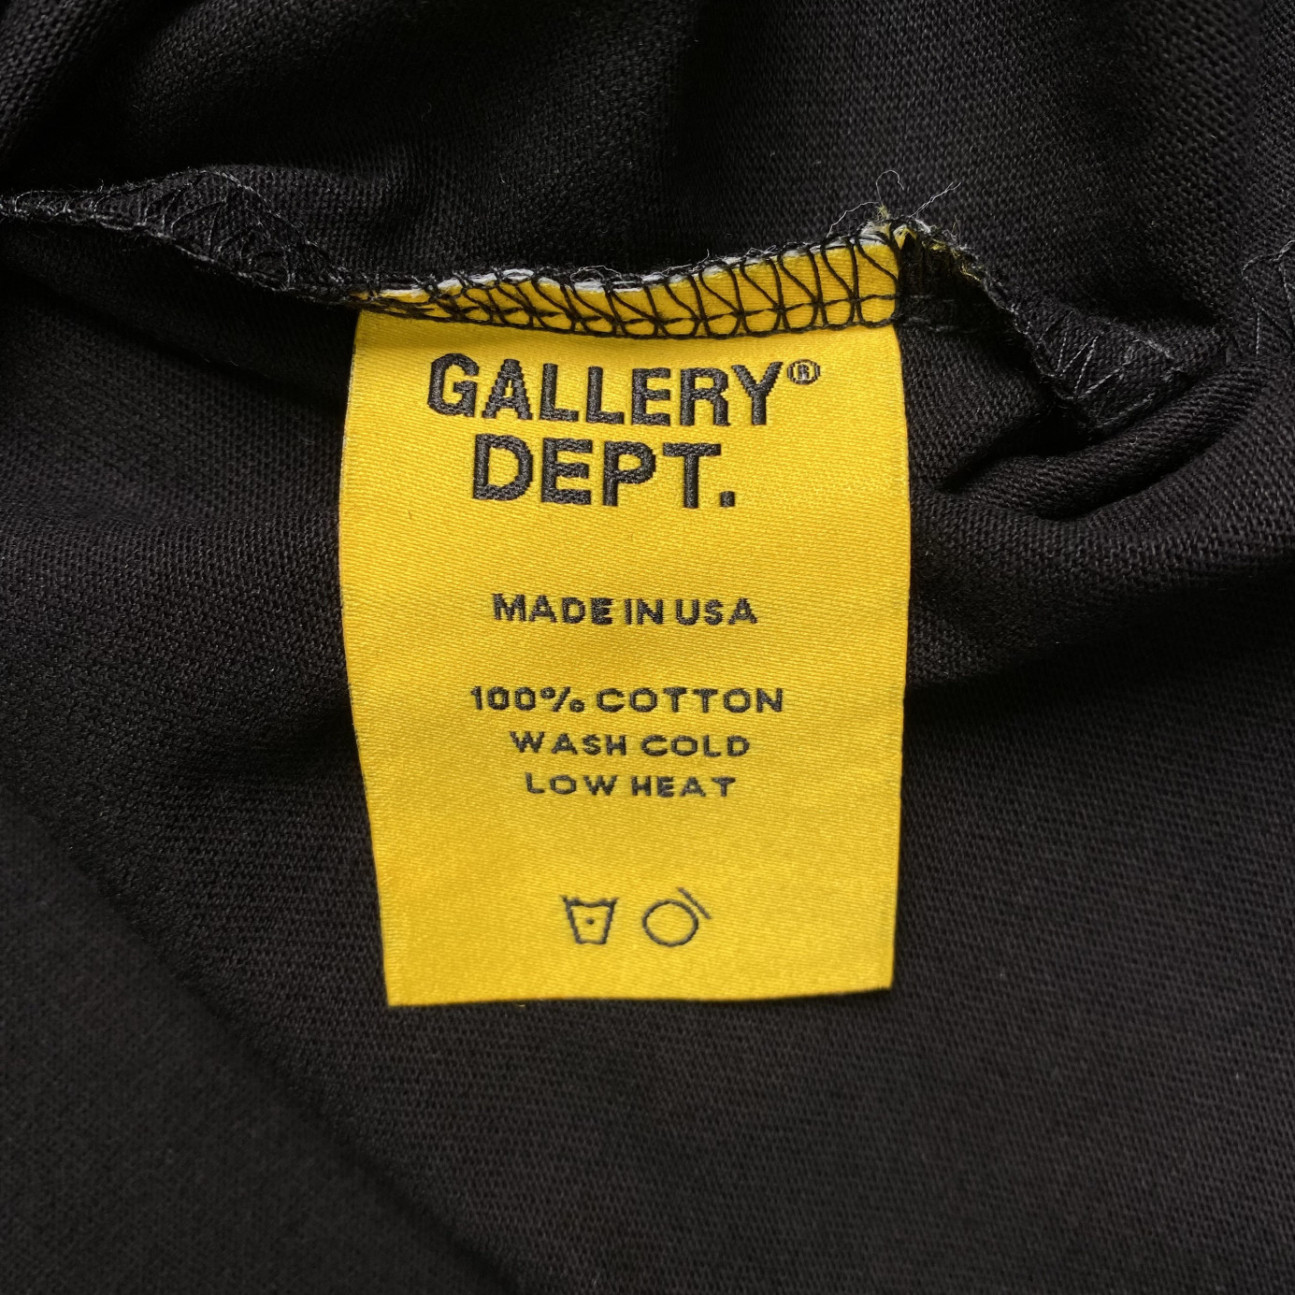 GALLERY®
DEPT.
MADE IN USA
100% COTTON
WASH COLD
LOW HEAT